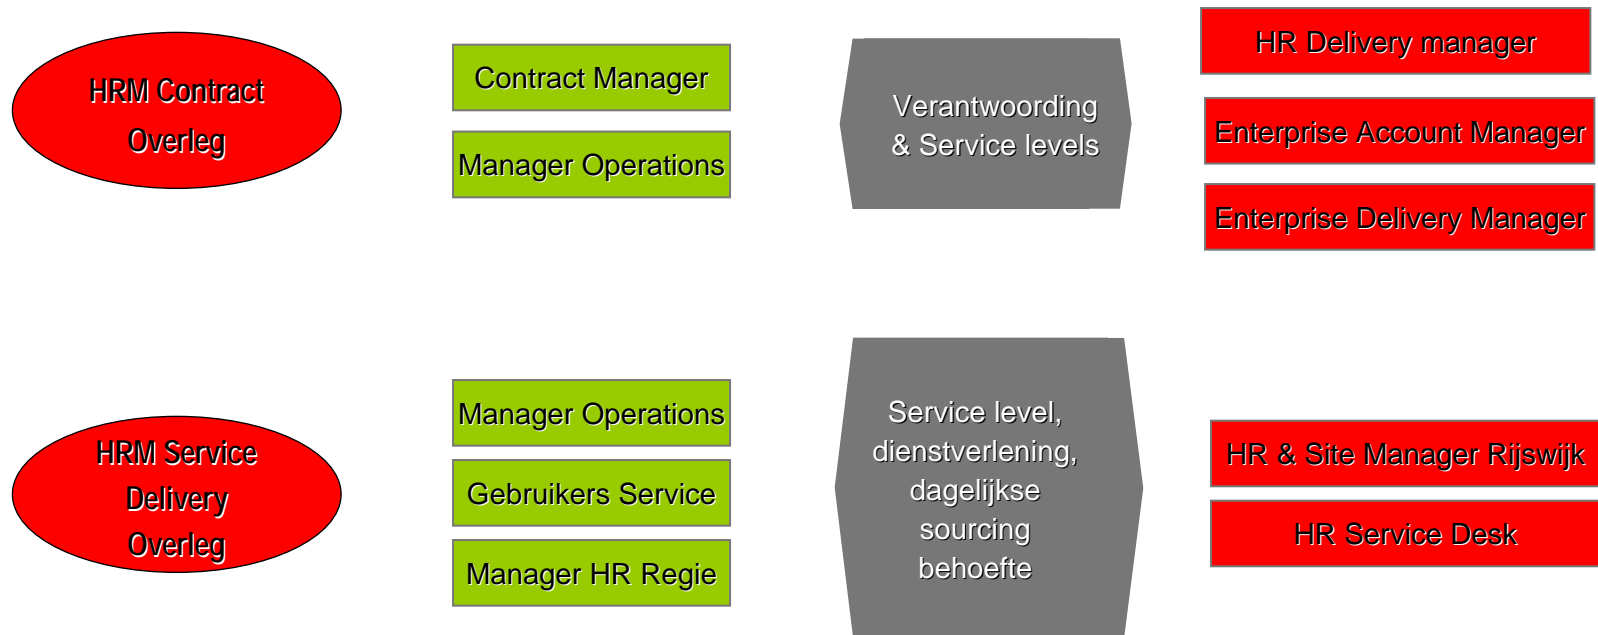 HRM Contract
Overleg
Contract Manager
Manager Operations
Verantwoording
& Service levels
HR Delivery manager
Enterprise Account Manager
Enterprise Delivery Manager
HRM Service
Delivery
Overleg
Manager Operations
Gebruikers Service
Manager HR Regie
Service level,
dienstverlening,
dagelijkse
sourcing
behoefte
HR & Site Manager Rijswijk
HR Service Desk